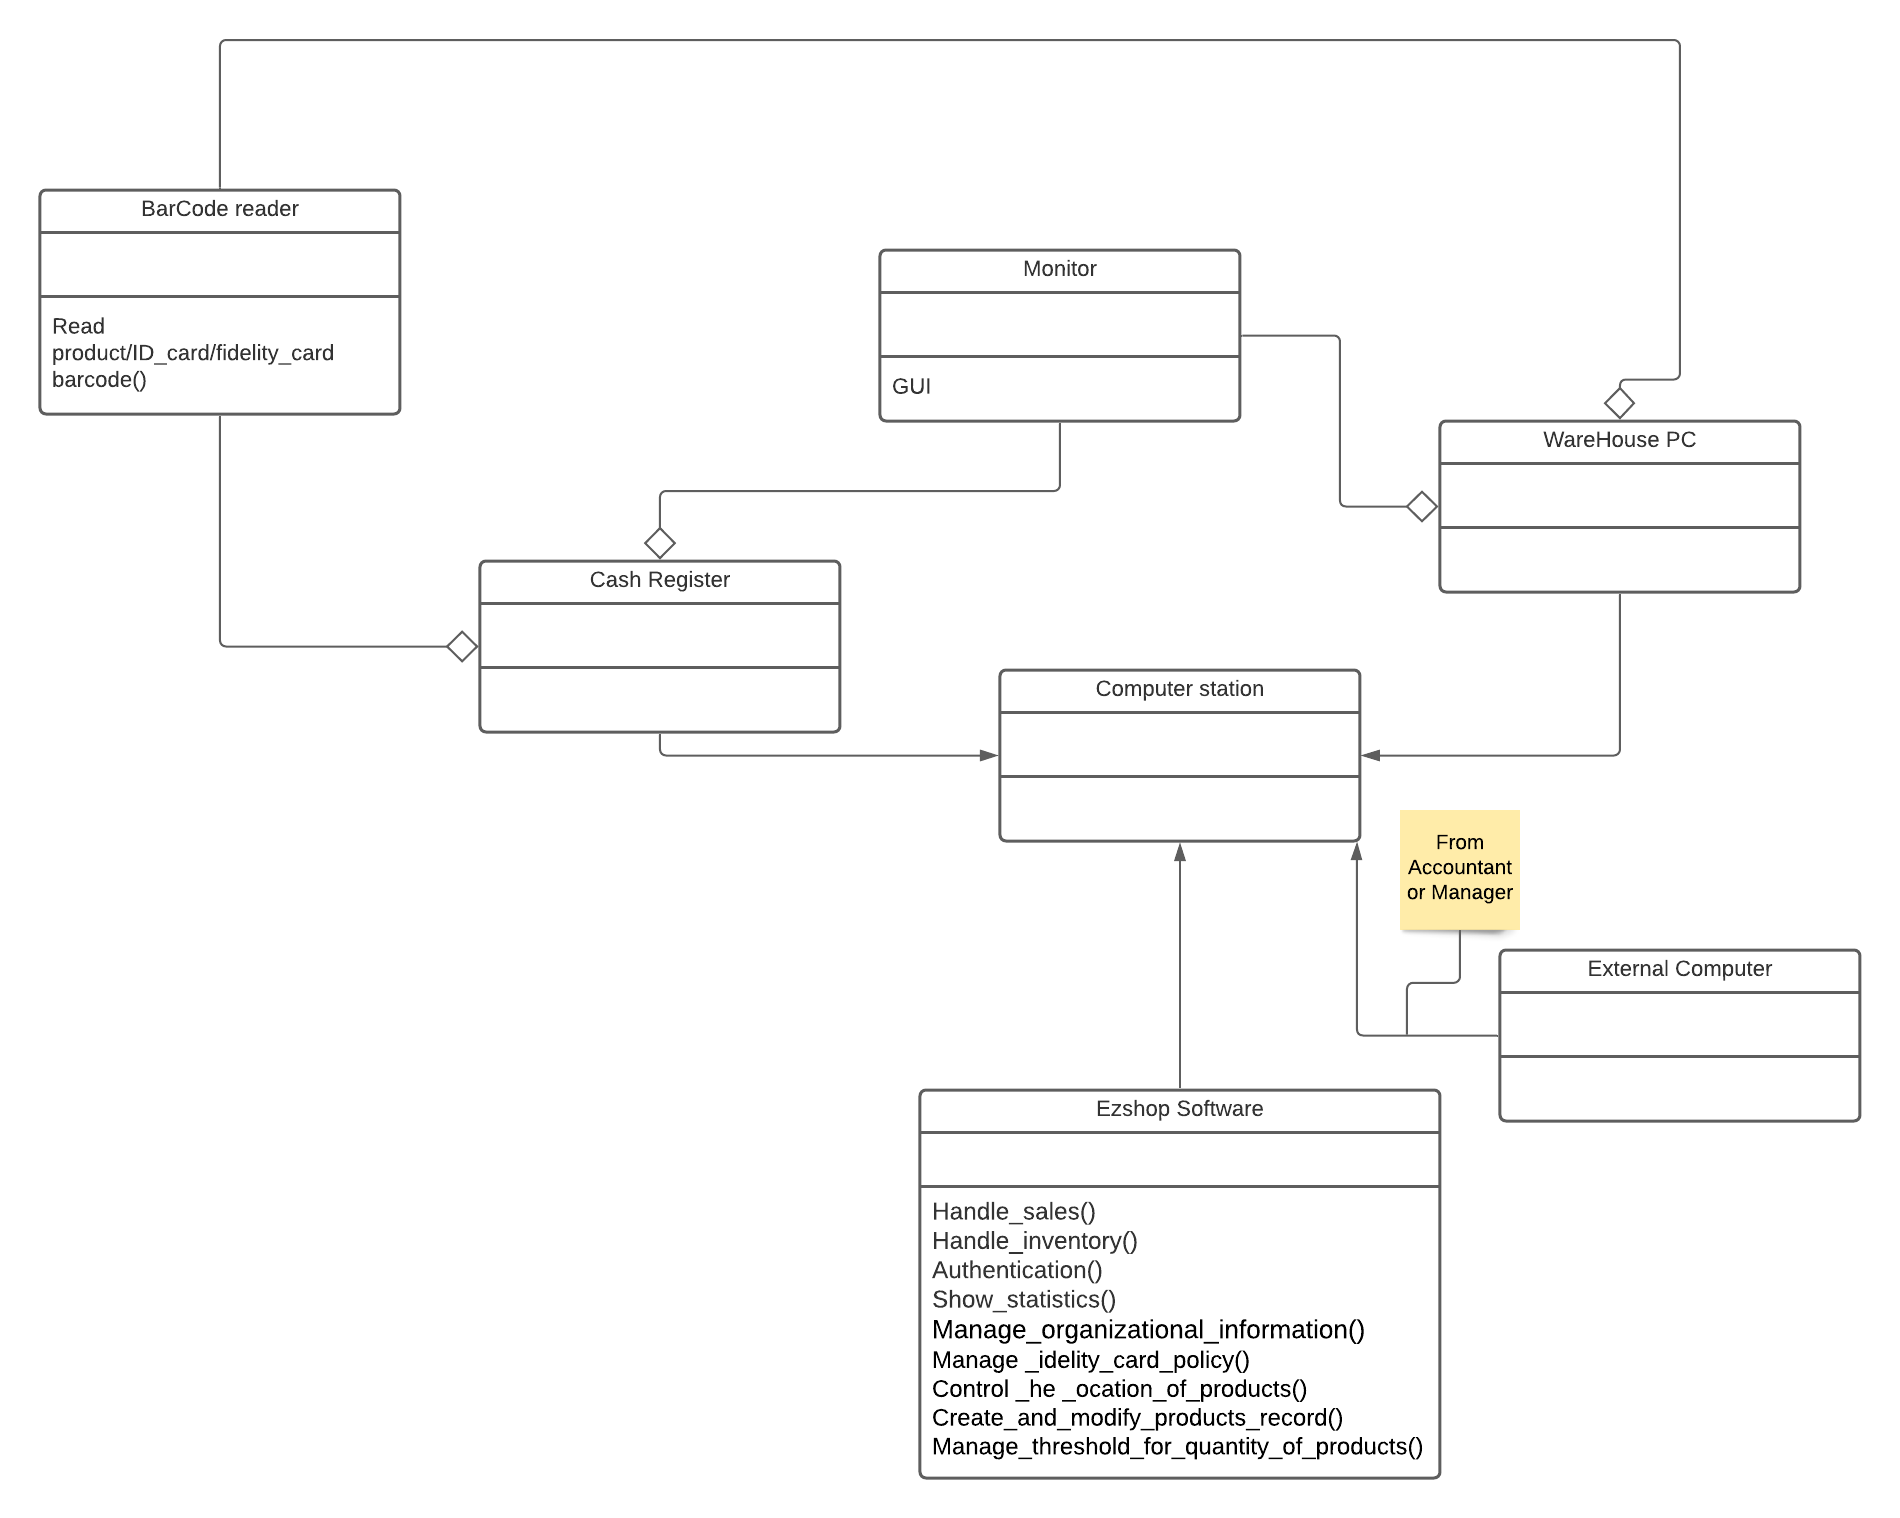 BarCode reader
Read
product/ID_card/fidelity_card
barcode()
Monitor
GUI
WareHouse PC
Cash Register
Computer station
From
Accountant
or Manager
External Computer
Ezshop Software
Handle_sales()
Handle_inventory()
Authentication()
Show_statistics()
Manage_organizational_information()
Manage _idelity_card_policy()
Control _he _ocation_of_products()
Create_and_modify_products_record()
Manage_threshold_for_quantity_of_products()